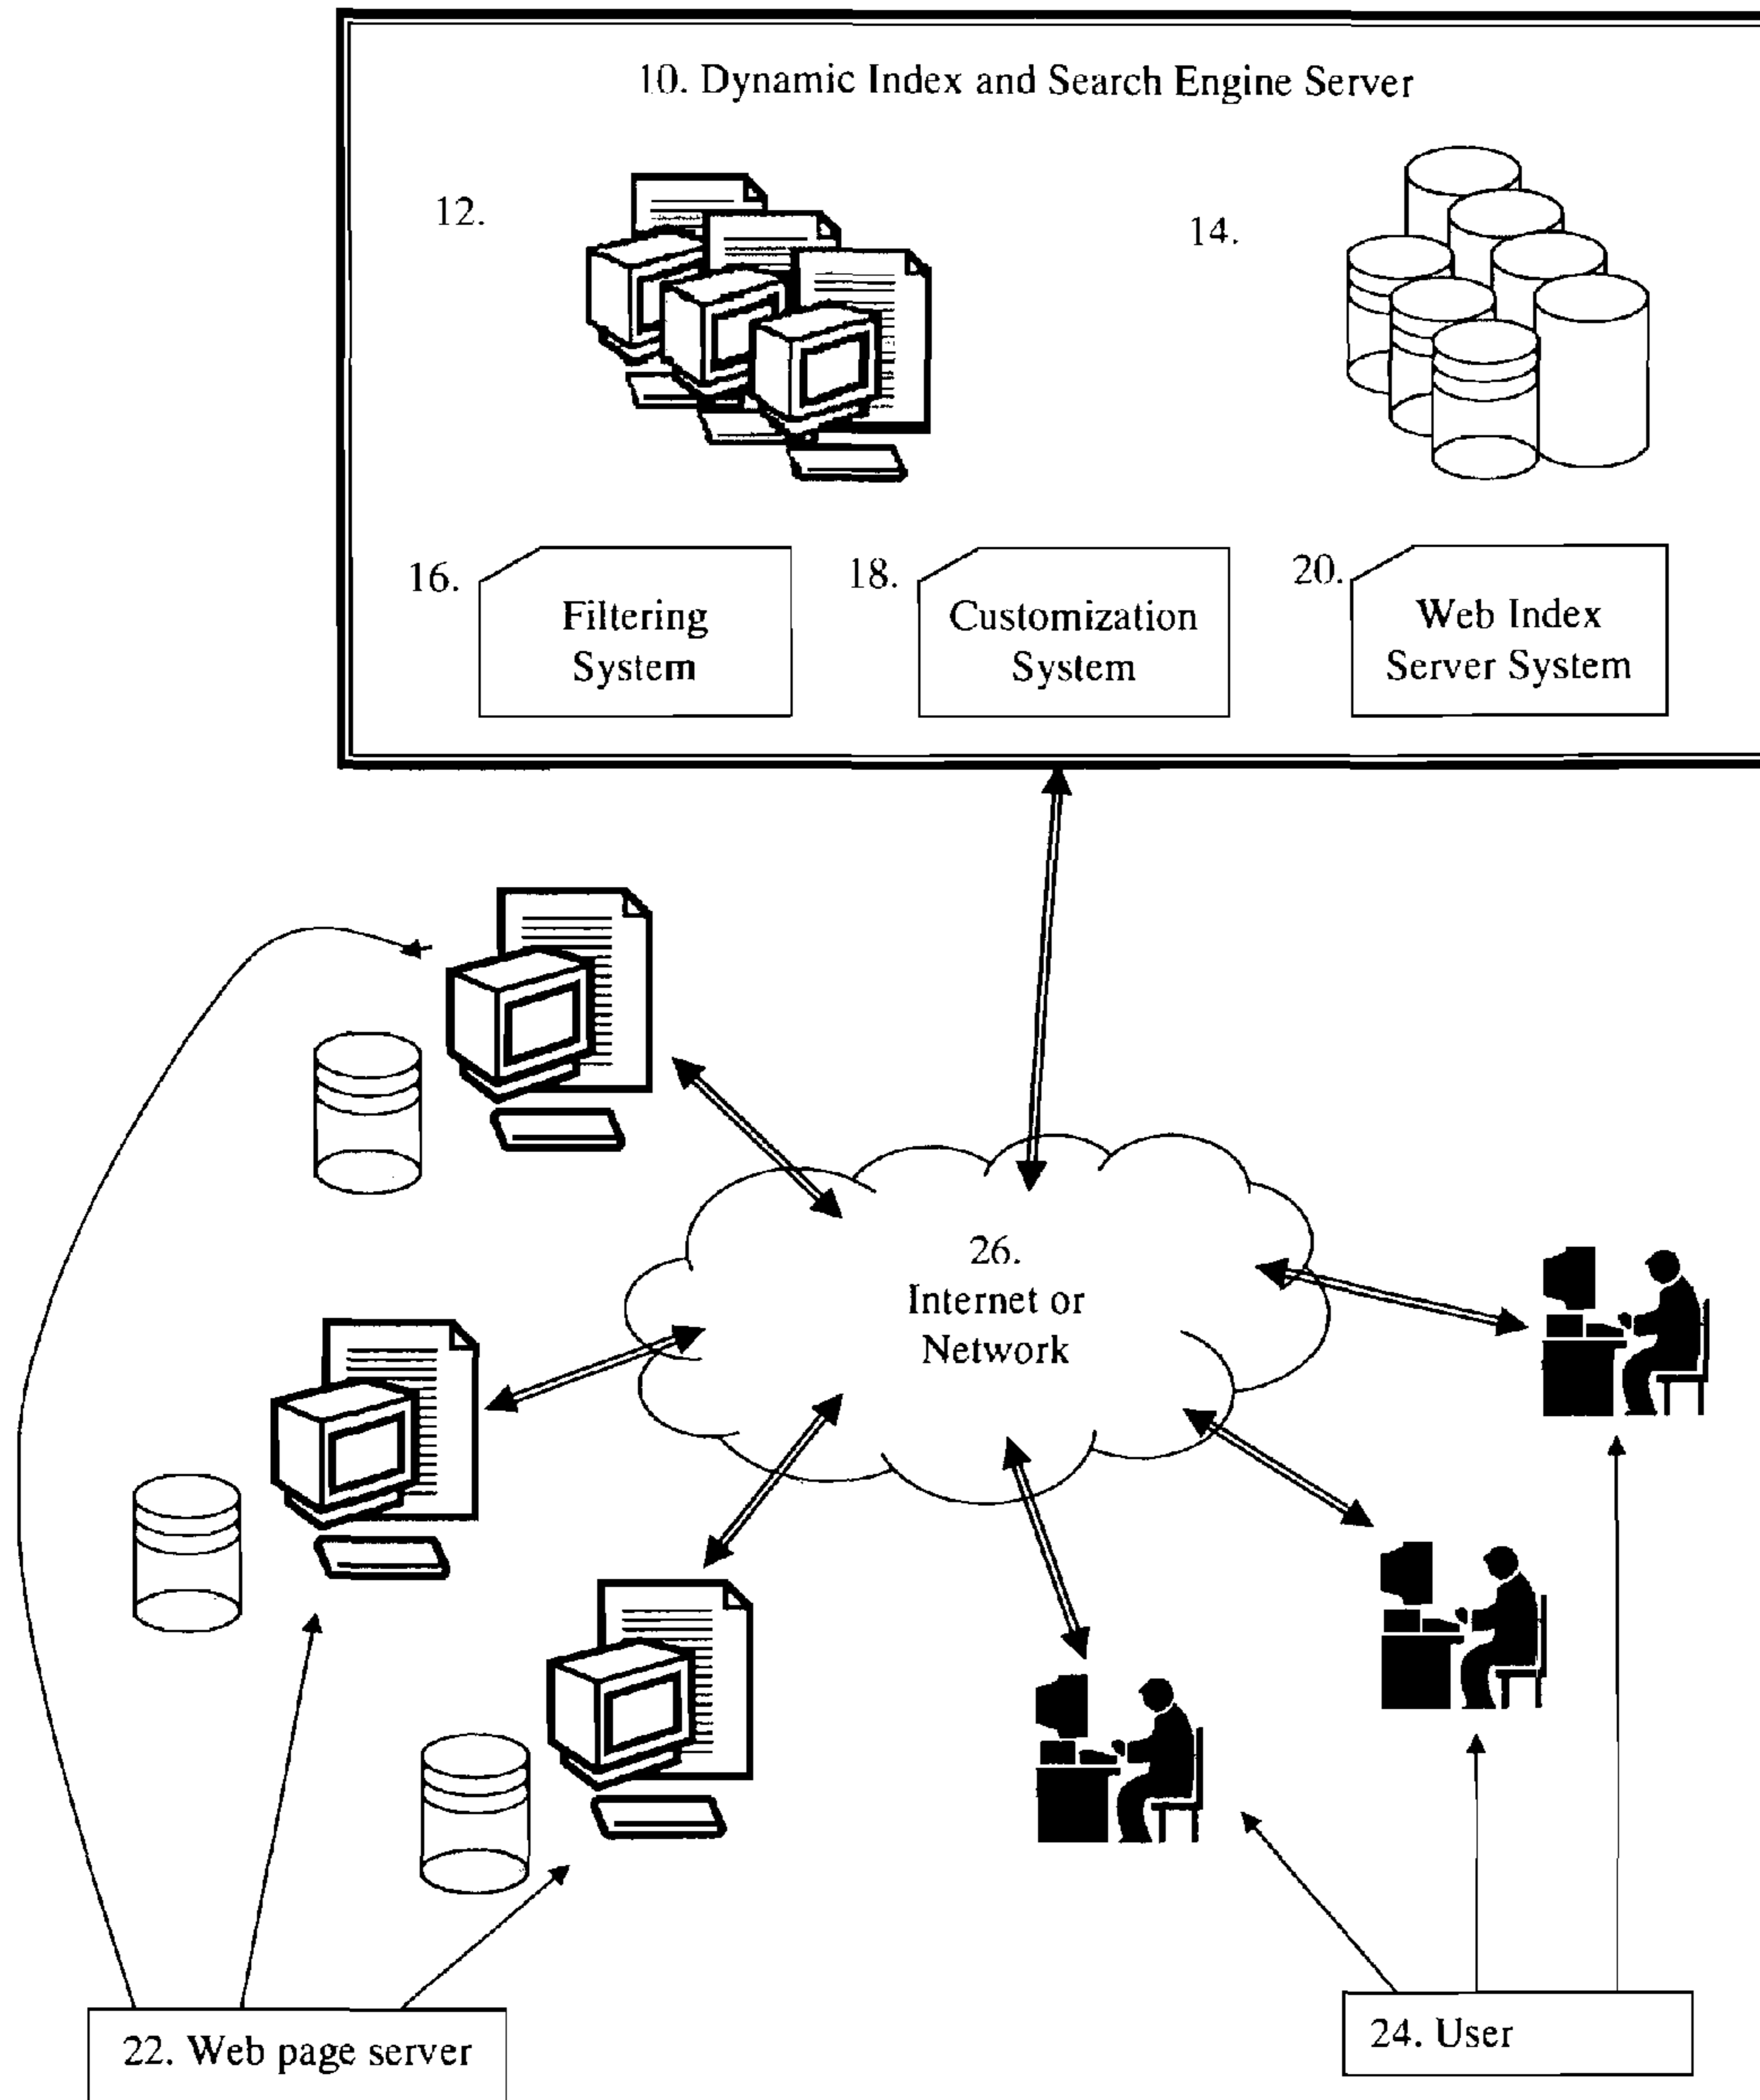 10. Dynamic Index and Search Engine Server
12.
14.
16.
Filtering
System
18.
Customization
System
20.
Web Index
Server System
26.
Internet or
Network
22. Web page server
24. User